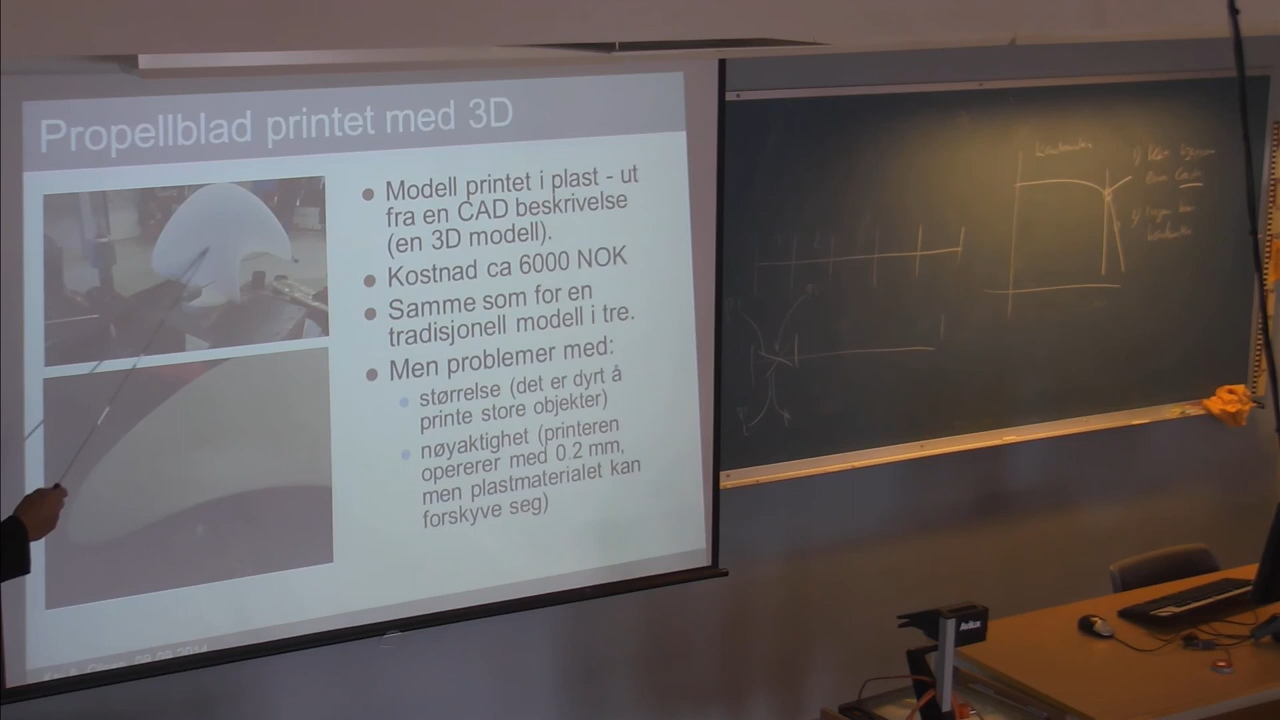 Propellblad printet med 3D
Modell printet i plast - ut
fra en CAD beskrivelse
(en 3D modell).
Kostnad ca 6000 NOK
Samme som for en
tradisjonell modell i tre.
Men problemer med:
størrelse (det er dyrt å
printe store objekter)
nøyaktighet (printeren
opererer med 0.2 mm,
men plastmaterialet kan
forskyve seg)